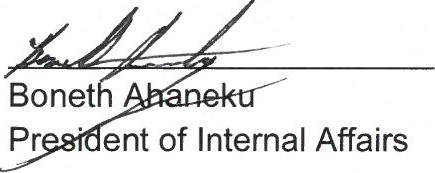 Boneth Ahaneku
President of Internal Affairs